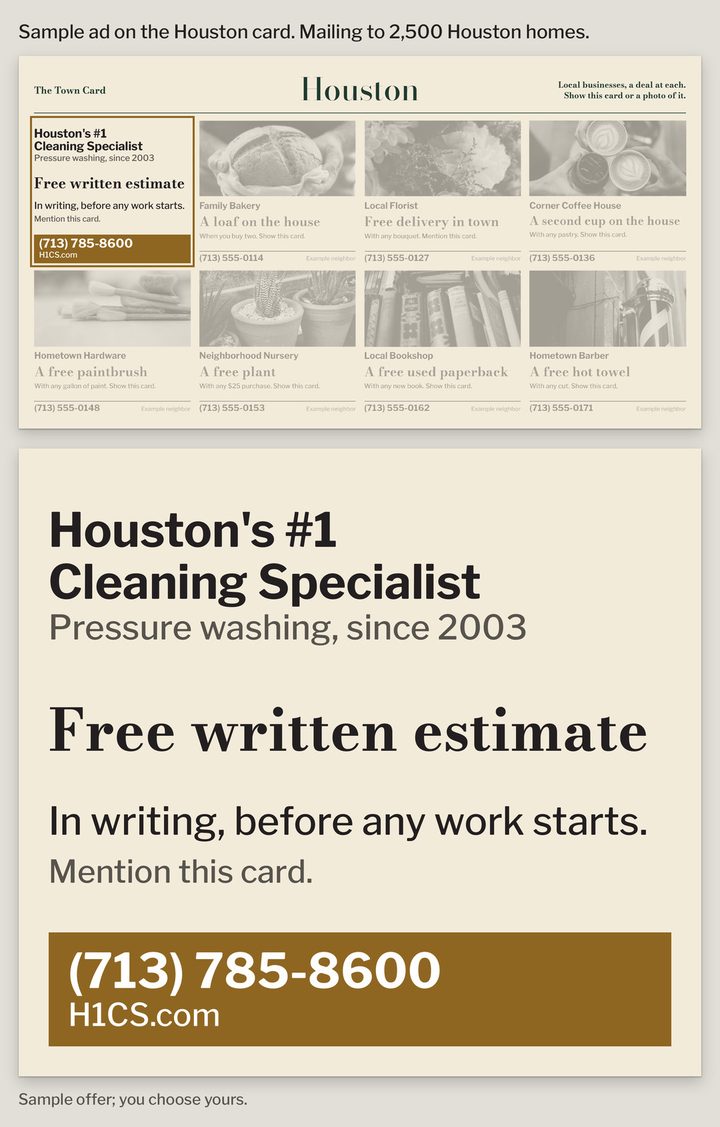 Sample ad on the Houston card. Mailing to 2,500 Houston homes.
The Town Card
Houston
Local businesses, a deal at each.
Show this card or a photo of it.
Houston's #1
Cleaning Specialist
Pressure washing, since 2003
Free written estimate
In writing, before any work starts.
Mention this card.
(713) 785-8600
H1CS.com
Family Bakery
A loaf on the house
When you buy two. Show this card.
(713) 555-0114
Example neighbor
Local Florist
Free delivery in town
With any bouquet. Mention this card.
(713) 555-0127
Example neighbor
Corner Coffee House
A second cup on the house
With any pastry. Show this card.
(713) 555-0136
Example neighbor
Hometown Hardware
A free paintbrush
With any gallon of paint. Show this card.
(713) 555-0148
Example neighbor
Neighborhood Nursery
A free plant
With any $25 purchase. Show this card.
(713) 555-0153
Example neighbor
Local Bookshop
A free used paperback
With any new book. Show this card.
(713) 555-0162
Example neighbor
Hometown Barber
A free hot towel
With any cut. Show this card.
(713) 555-0171
Example neighbor
Houston's #1
Cleaning Specialist
Pressure washing, since 2003
Free written estimate
In writing, before any work starts.
Mention this card.
(713) 785-8600
H1CS.com
Sample offer; you choose yours.